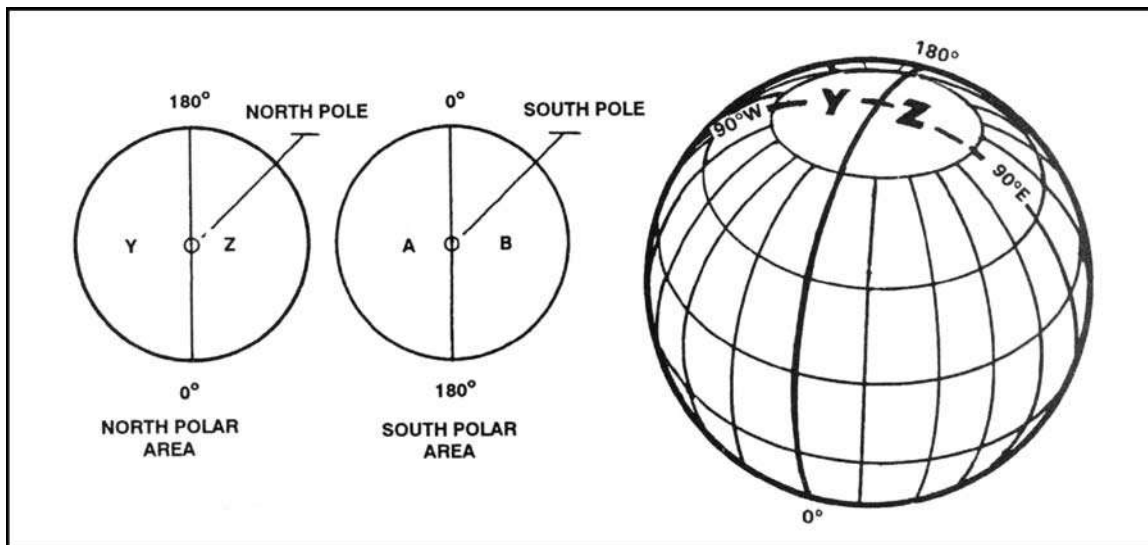 180°
NORTH POLE
Y
Z
0°
NORTH POLAR
AREA
0°
SOUTH POLE
A
B
180°
SOUTH POLAR
AREA
180°
90°W
Y
Z
90°E
0°